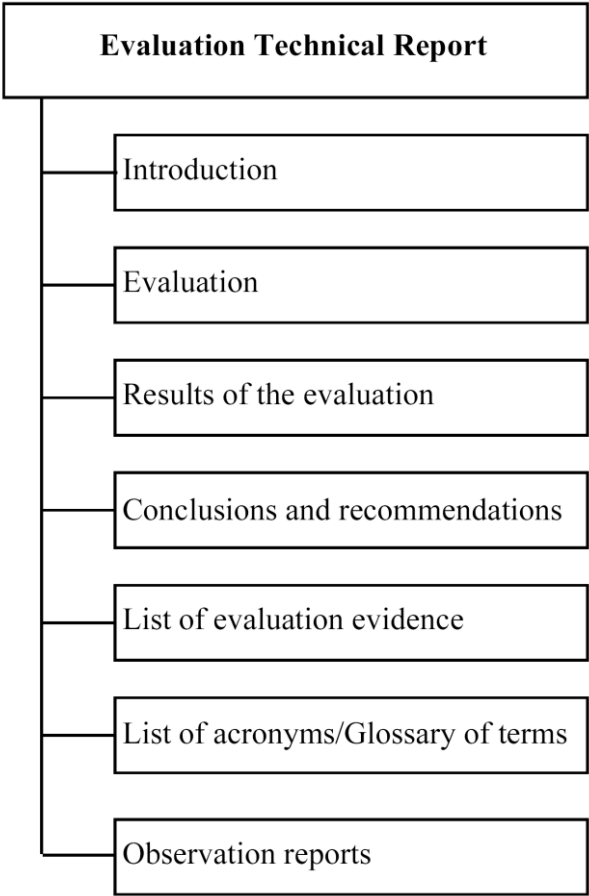 Evaluation Technical Report
Introduction
Evaluation
Results of the evaluation
Conclusions and recommendations
List of evaluation evidence
List of acronyms/Glossary of terms
Observation reports